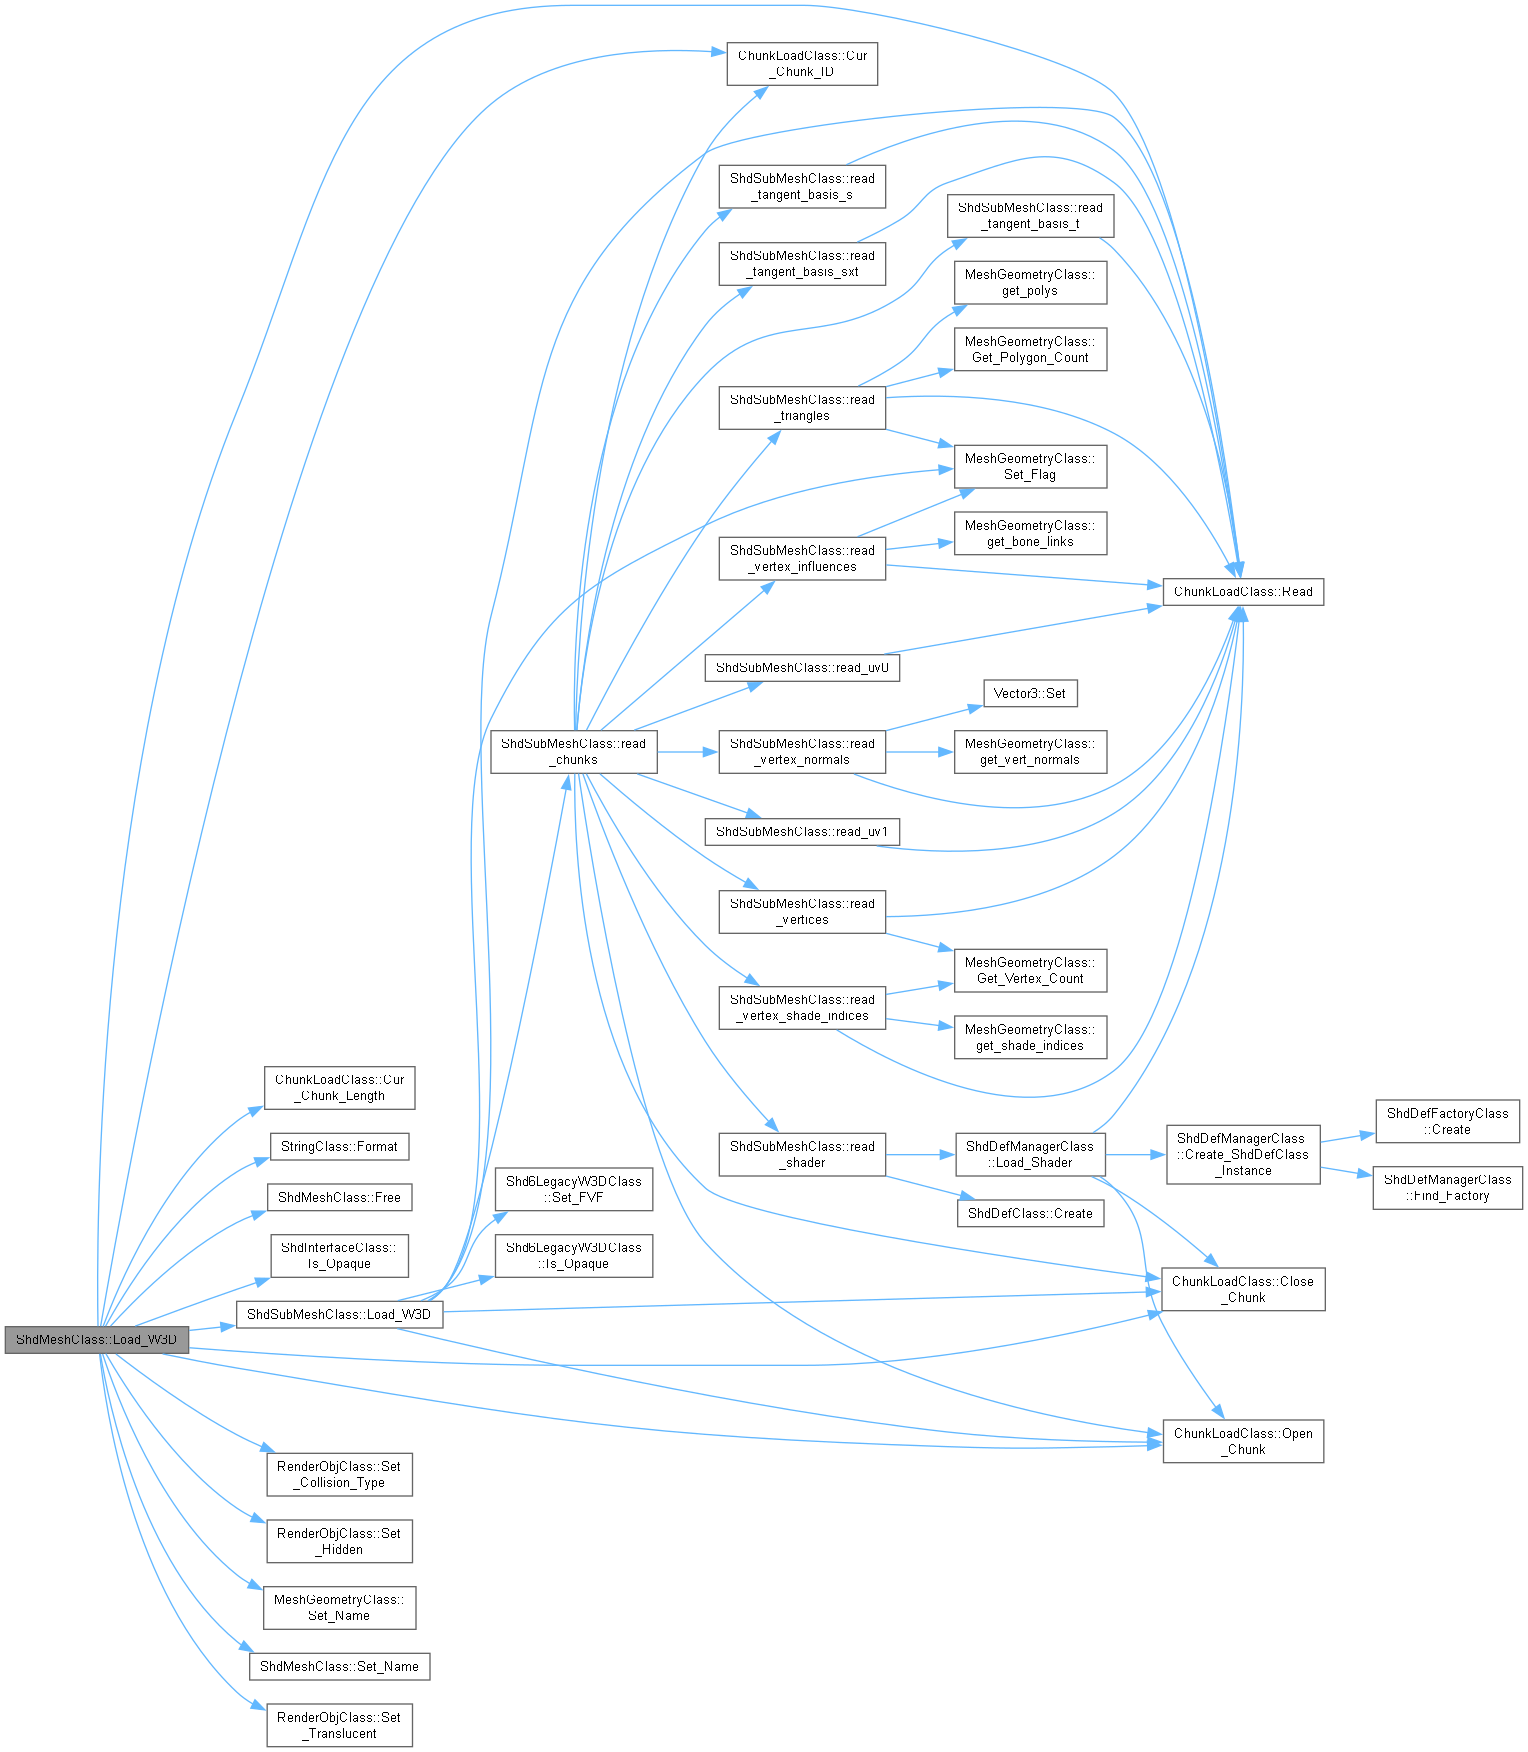 ChunkLoadClass::Cur
_Chunk_ID
ShdSubMeshClass::read
_tangent_basis_s
ShdSubMeshClass::read
_tangent_basis_t
ShdSubMeshClass::read
_tangent_basis_sxt
MeshGeometryClass::
get_polys
MeshGeometryClass::
Get_Polygon_Count
ShdSubMeshClass::read
_triangles
MeshGeometryClass::
Set_Flag
MeshGeometryClass::
get_bone_links
ShdSubMeshClass::read
_vertex_influences
ChunkLoadClass::Read
ShdSubMeshClass::read_uv0
Vector3::Set
ShdSubMeshClass::read
_chunks
ShdSubMeshClass::read
_vertex_normals
MeshGeometryClass::
get_vert_normals
ShdSubMeshClass::read_uv1
ShdSubMeshClass::read
_vertices
MeshGeometryClass::
Get_Vertex_Count
ShdSubMeshClass::read
_vertex_shade_indices
MeshGeometryClass::
get_shade_indices
ChunkLoadClass::Cur
_Chunk_Length
ShdDefFactoryClass
::Create
StringClass::Format
ShdSubMeshClass::read
_shader
ShdDefManagerClass
::Load_Shader
ShdDefManagerClass
::Create_ShdDefClass
_Instance
ShdDefManagerClass
::Find_Factory
ShdMeshClass::Free
Shd6LegacyW3DClass
::Set_FVF
ShdDefClass::Create
ShdInterfaceClass::
Is_Opaque
Shd6LegacyW3DClass
::Is_Opaque
ChunkLoadClass::Close
_Chunk
ShdSubMeshClass::Load_W3D
ShdMeshClass::Load_W3D
ChunkLoadClass::Open
_Chunk
RenderObjClass::Set
_Collision_Type
RenderObjClass::Set
_Hidden
MeshGeometryClass::
Set_Name
ShdMeshClass::Set_Name
RenderObjClass::Set
_Translucent